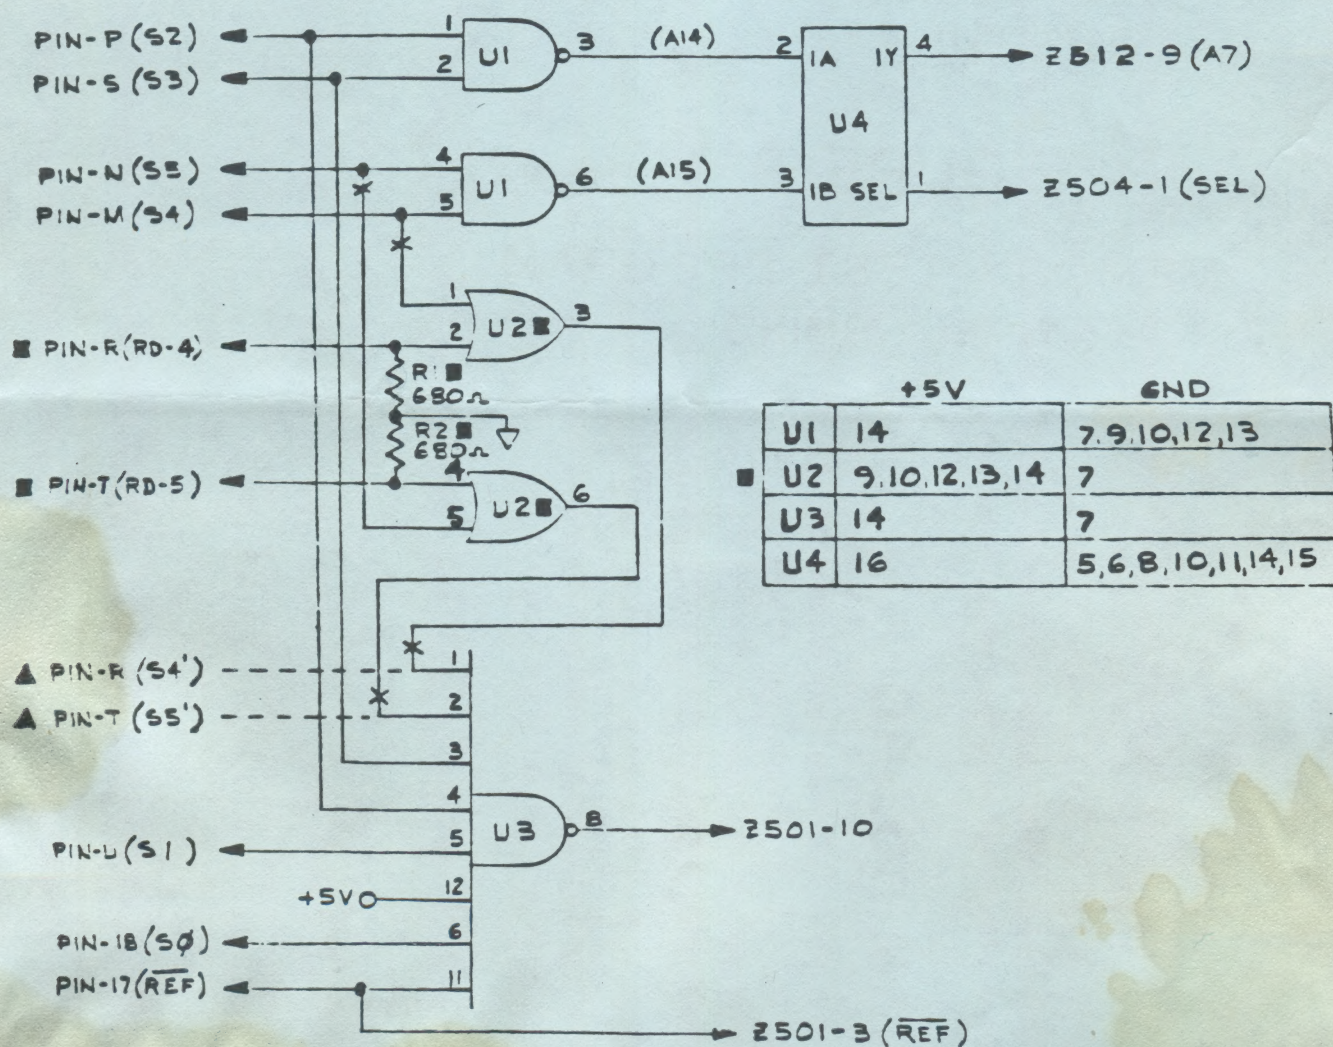 PIN-P (S2)
1
U1
3
(A14)
2
1A
1Y
4
Z512-9 (A7)
PIN-S (S3)
2
U4
PIN-N (S5)
4
U1
6
(A15)
3
1B
SEL
1
Z504-1 (SEL)
PIN-M (S4)
5
1
U2■
3
■ PIN-R (RD-4)
2
R1 ■
680Ω
R2 ■
680Ω
■ PIN-T (RD-5)
4
U2■
6
5
+5V GND
U1 14 7,9,10,12,13
■ U2 9,10,12,13,14 7
U3 14 7
U4 16 5,6,8,10,11,14,15
▲ PIN-R (S4')
1
▲ PIN-T (S5')
2
3
4
U3
8
Z501-10
PIN-U (S1)
5
+5V
12
PIN-18 (SØ)
6
PIN-17 (R̅E̅F̅)
11
Z501-3 (R̅E̅F̅)